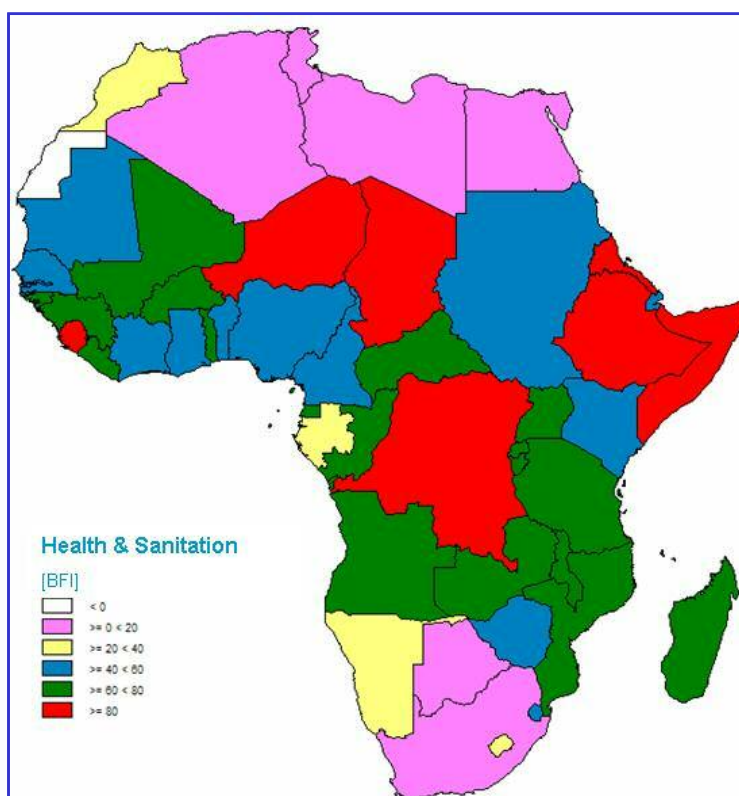 Health & Sanitation
[BFI]
< 0
>= 0 < 20
>= 20 < 40
>= 40 < 60
>= 60 < 80
>= 80